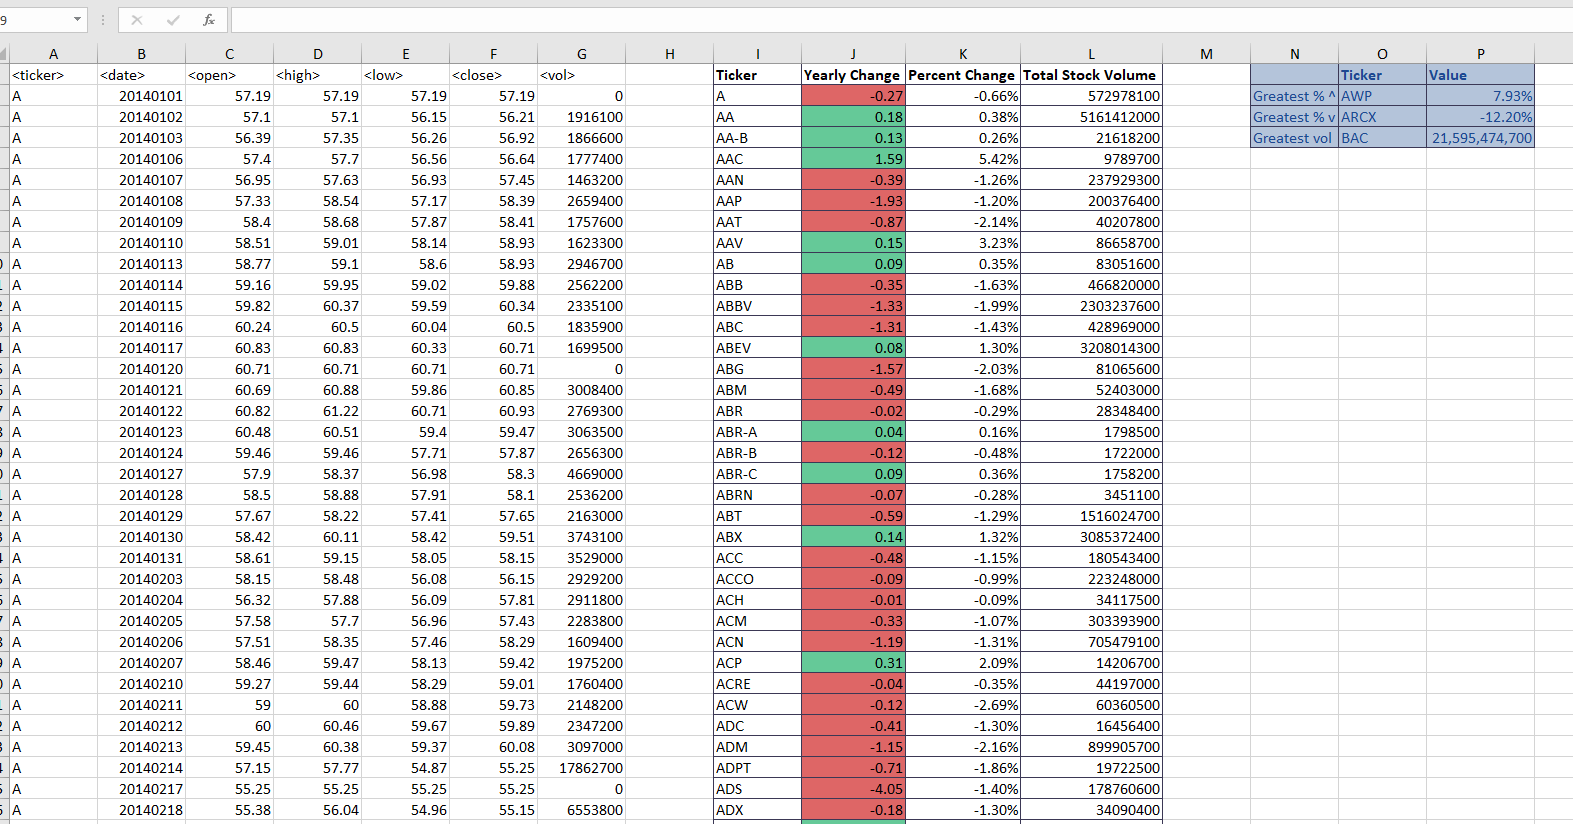 9 fx
A B C D E F G H I J K L M N O P
<ticker> <date> <open> <high> <low> <close> <vol> Ticker Yearly Change Percent Change Total Stock Volume Ticker Value
A 20140101 57.19 57.19 57.19 57.19 0 A -0.27 -0.66% 572978100 Greatest % ^ AWP 7.93%
A 20140102 57.1 57.1 56.15 56.21 1916100 AA 0.18 0.38% 5161412000 Greatest % v ARCX -12.20%
A 20140103 56.39 57.35 56.26 56.92 1866600 AA-B 0.13 0.26% 21618200 Greatest vol BAC 21,595,474,700
A 20140106 57.4 57.7 56.56 56.64 1777400 AAC 1.59 5.42% 9789700
A 20140107 56.95 57.63 56.93 57.45 1463200 AAN -0.39 -1.26% 237929300
A 20140108 57.33 58.54 57.17 58.39 2659400 AAP -1.93 -1.20% 200376400
A 20140109 58.4 58.68 57.87 58.41 1757600 AAT -0.87 -2.14% 40207800
A 20140110 58.51 59.01 58.14 58.93 1623300 AAV 0.15 3.23% 86658700
A 20140113 58.77 59.1 58.6 58.93 2946700 AB 0.09 0.35% 83051600
A 20140114 59.16 59.95 59.02 59.88 2562200 ABB -0.35 -1.63% 466820000
A 20140115 59.82 60.37 59.59 60.34 2335100 ABBV -1.33 -1.99% 2303237600
A 20140116 60.24 60.5 60.04 60.5 1835900 ABC -1.31 -1.43% 428969000
A 20140117 60.83 60.83 60.33 60.71 1699500 ABEV 0.08 1.30% 3208014300
A 20140120 60.71 60.71 60.71 60.71 0 ABG -1.57 -2.03% 81065600
A 20140121 60.69 60.88 59.86 60.85 3008400 ABM -0.49 -1.68% 52403000
A 20140122 60.82 61.22 60.71 60.93 2769300 ABR -0.02 -0.29% 28348400
A 20140123 60.48 60.51 59.4 59.47 3063500 ABR-A 0.04 0.16% 1798500
A 20140124 59.46 59.46 57.71 57.87 2656300 ABR-B -0.12 -0.48% 1722000
A 20140127 57.9 58.37 56.98 58.3 4669000 ABR-C 0.09 0.36% 1758200
A 20140128 58.5 58.88 57.91 58.1 2536200 ABRN -0.07 -0.28% 3451100
A 20140129 57.67 58.22 57.41 57.65 2163000 ABT -0.59 -1.29% 1516024700
A 20140130 58.42 60.11 58.42 59.51 3743100 ABX 0.14 1.32% 3085372400
A 20140131 58.61 59.15 58.05 58.15 3529000 ACC -0.48 -1.15% 180543400
A 20140203 58.15 58.48 56.08 56.15 2929200 ACCO -0.09 -0.99% 223248000
A 20140204 56.32 57.88 56.09 57.81 2911800 ACH -0.01 -0.09% 34117500
A 20140205 57.58 57.7 56.96 57.43 2283800 ACM -0.33 -1.07% 303393900
A 20140206 57.51 58.35 57.46 58.29 1609400 ACN -1.19 -1.31% 705479100
A 20140207 58.46 59.47 58.13 59.42 1975200 ACP 0.31 2.09% 14206700
A 20140210 59.27 59.44 58.29 59.01 1760400 ACRE -0.04 -0.35% 44197000
A 20140211 59 60 58.88 59.73 2148200 ACW -0.12 -2.69% 60360500
A 20140212 60 60.46 59.67 59.89 2347200 ADC -0.41 -1.30% 16456400
A 20140213 59.45 60.38 59.37 60.08 3097000 ADM -1.15 -2.16% 899905700
A 20140214 57.15 57.77 54.87 55.25 17862700 ADPT -0.71 -1.86% 19722500
A 20140217 55.25 55.25 55.25 55.25 0 ADS -4.05 -1.40% 178760600
A 20140218 55.38 56.04 54.96 55.15 6553800 ADX -0.18 -1.30% 34090400